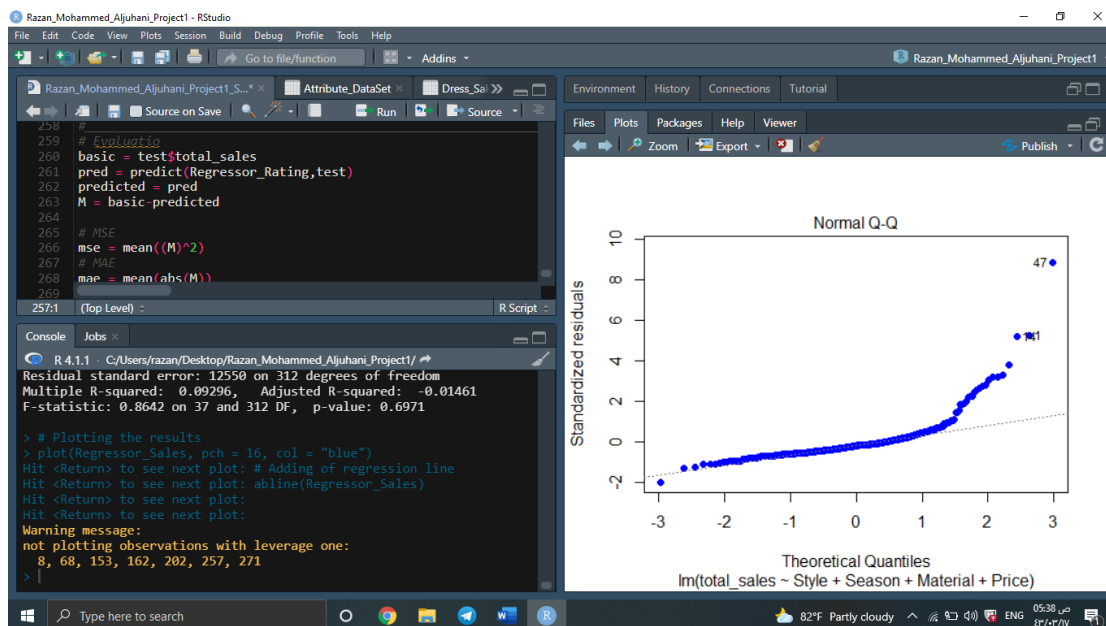 Razan_Mohammed_Aljuhani_Project1 - RStudio
File Edit Code View Plots Session Build Debug Profile Tools Help
Go to file/function Addins Razan_Mohammed_Aljuhani_Project1
Razan_Mohammed_Aljuhani_Project1_S...* Attribute_DataSet Dress_Sal
Source on Save Run Source
258 #
259 # Evaluatio
260 basic = test$total_sales
261 pred = predict(Regressor_Rating,test)
262 predicted = pred
263 M = basic-predicted
264
265 # MSE
266 mse = mean((M)^2)
267 # MAE
268 mae = mean(abs(M))
269
257:1 (Top Level) R Script
Console Jobs
R 4.1.1 · C:/Users/razan/Desktop/Razan_Mohammed_Aljuhani_Project1/
Residual standard error: 12550 on 312 degrees of freedom
Multiple R-squared: 0.09296, Adjusted R-squared: -0.01461
F-statistic: 0.8642 on 37 and 312 DF, p-value: 0.6971
> # Plotting the results
> plot(Regressor_Sales, pch = 16, col = "blue")
Hit <Return> to see next plot: # Adding of regression line
Hit <Return> to see next plot: abline(Regressor_Sales)
Hit <Return> to see next plot:
Hit <Return> to see next plot:
Warning message:
not plotting observations with leverage one:
8, 68, 153, 162, 202, 257, 271
>
Environment History Connections Tutorial
Files Plots Packages Help Viewer
Zoom Export Publish
Normal Q-Q
Standardized residuals
10
8
6
4
2
0
-2
47
141
-3 -2 -1 0 1 2 3
Theoretical Quantiles
lm(total_sales ~ Style + Season + Material + Price)
Type here to search
82°F Partly cloudy ENG 05:38 ص